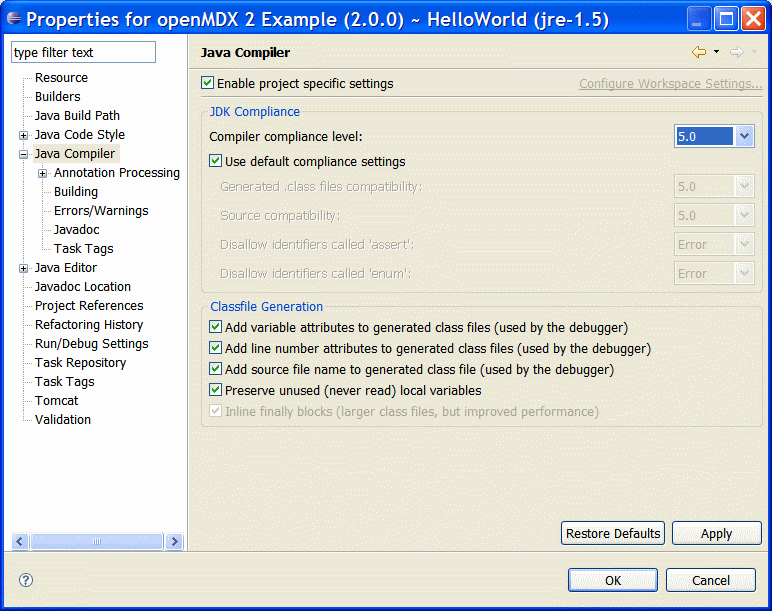 Properties for openMDX 2 Example (2.0.0) ~ HelloWorld (jre-1.5)
type filter text
Resource
Builders
Java Build Path
Java Code Style
Java Compiler
Annotation Processing
Building
Errors/Warnings
Javadoc
Task Tags
Java Editor
Javadoc Location
Project References
Refactoring History
Run/Debug Settings
Task Repository
Task Tags
Tomcat
Validation
Java Compiler
Enable project specific settings
Configure Workspace Settings...
JDK Compliance
Compiler compliance level: 5.0
Use default compliance settings
Generated .class files compatibility: 5.0
Source compatibility: 5.0
Disallow identifiers called 'assert': Error
Disallow identifiers called 'enum': Error
Classfile Generation
Add variable attributes to generated class files (used by the debugger)
Add line number attributes to generated class files (used by the debugger)
Add source file name to generated class file (used by the debugger)
Preserve unused (never read) local variables
Inline finally blocks (larger class files, but improved performance)
Restore Defaults
Apply
?
OK
Cancel